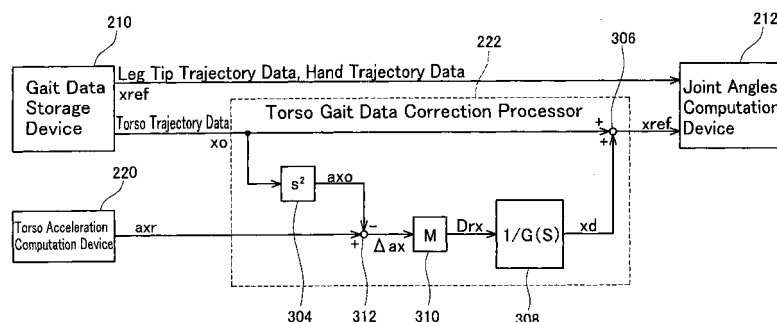 210
222
306
212
Gait Data
Storage
Device
Leg Tip Trajectory Data, Hand Trajectory Data
xref
Joint Angles
Computation
Device
Torso Gait Data Correction Processor
Torso Trajectory Data
xo
+
+
xref
220
s²
axo
Torso Acceleration
Computation Device
axr
−
+
Δax
M
Drx
1/G(S)
xd
304
312
310
308